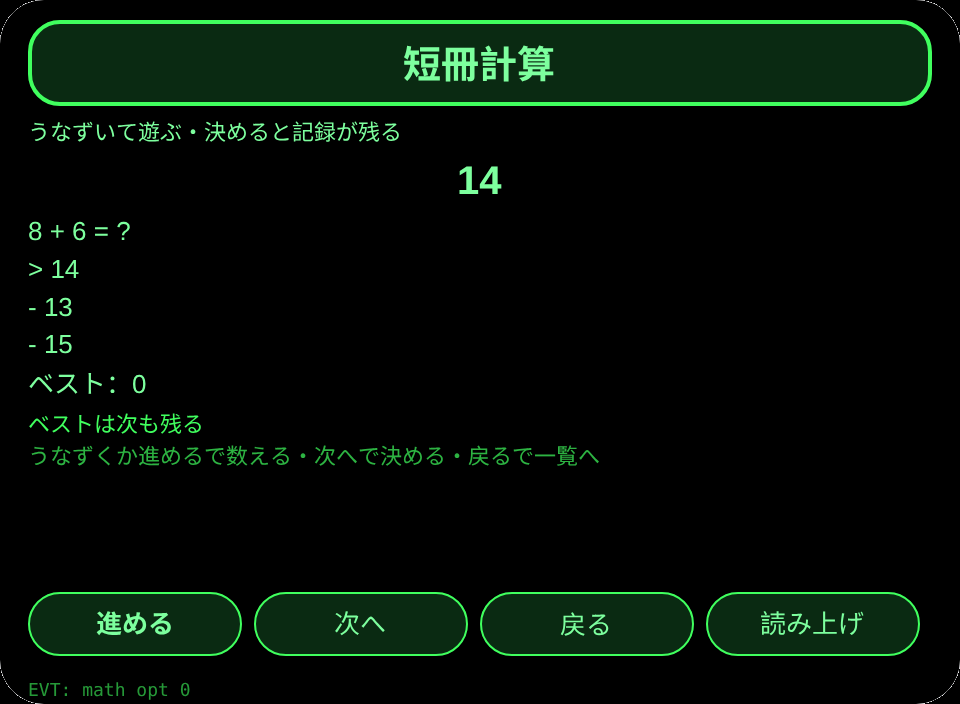 短冊計算
うなずいて遊ぶ・決めると記録が残る
14
8 + 6 = ?
> 14
- 13
- 15
ベスト: 0
ベストは次も残る
うなずくか進めるで数える・次へで決める・戻るで一覧へ
進める
次へ
戻る
読み上げ
EVT: math opt 0